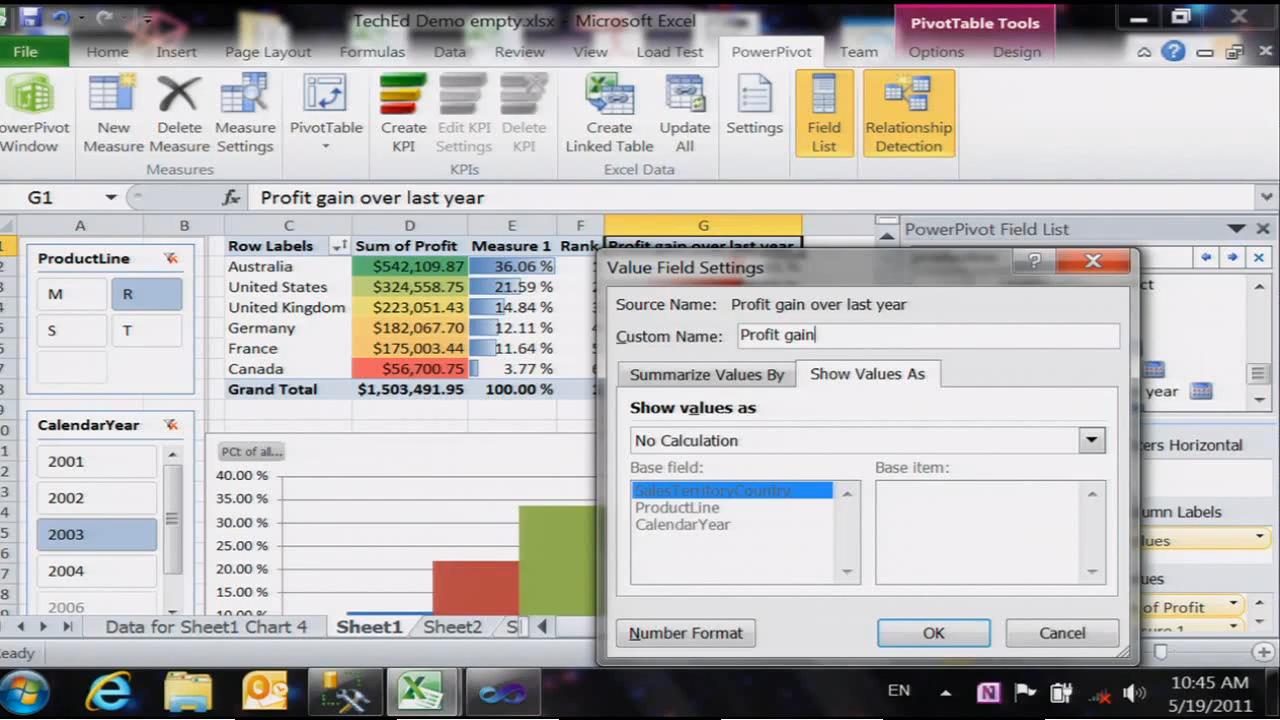 TechEd Demo empty.xlsx - Microsoft Excel
PivotTable Tools
File Home Insert Page Layout Formulas Data Review View Load Test PowerPivot Team Options Design
PowerPivot Window
New Measure
Delete Measure
Measure Settings
PivotTable
Create KPI
Edit KPI Settings
Delete KPI
Create Linked Table
Update All
Settings
Field List
Relationship Detection
Measures
KPIs
Excel Data
G1
fx
Profit gain over last year
A B C D E F G
PowerPivot Field List
ProductLine
M R
S T
CalendarYear
2001
2002
2003
2004
2006
Row Labels Sum of Profit Measure 1 Rank Profit gain over last year
Australia $542,109.87 36.06 %
United States $324,558.75 21.59 %
United Kingdom $223,051.43 14.84 %
Germany $182,067.70 12.11 %
France $175,003.44 11.64 %
Canada $56,700.75 3.77 %
Grand Total $1,503,491.95 100.00 %
PCt of all...
40.00 %
35.00 %
30.00 %
25.00 %
20.00 %
15.00 %
10.00 %
Value Field Settings
Source Name: Profit gain over last year
Custom Name: Profit gain
Summarize Values By Show Values As
Show values as
No Calculation
Base field: Base item:
SalesTerritoryCountry
ProductLine
CalendarYear
Number Format OK Cancel
year
ers Horizontal
umn Labels
alues
ues
of Profit
Data for Sheet1 Chart 4 Sheet1 Sheet2 S
eady
EN
10:45 AM
5/19/2011